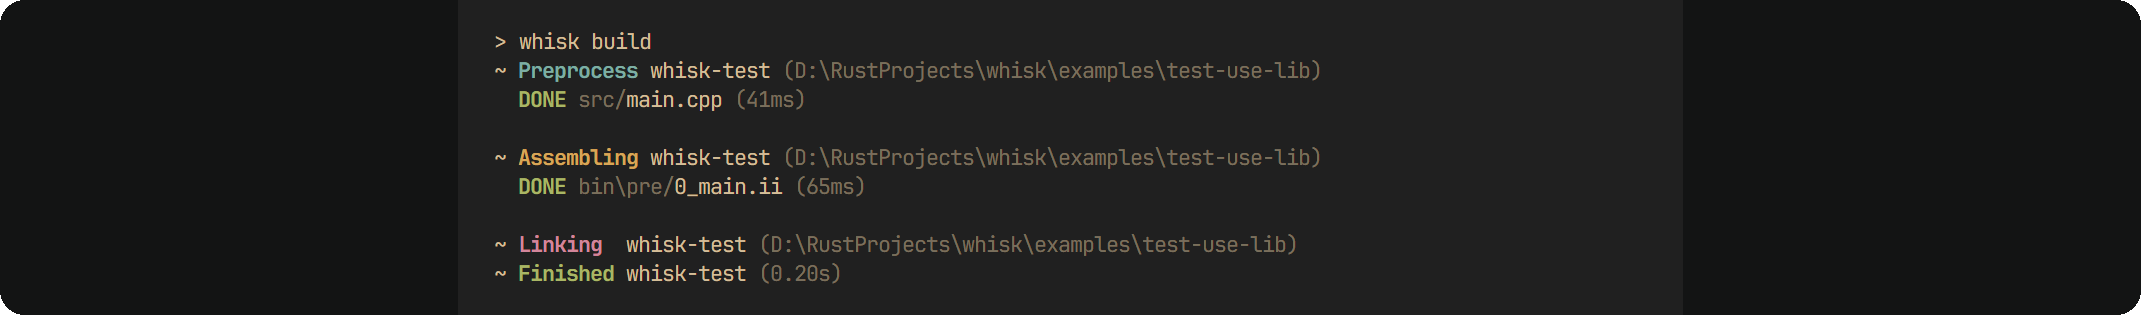 > whisk build
~ Preprocess whisk-test (D:\RustProjects\whisk\examples\test-use-lib)
DONE src/main.cpp (41ms)
~ Assembling whisk-test (D:\RustProjects\whisk\examples\test-use-lib)
DONE bin\pre/0_main.ii (65ms)
~ Linking  whisk-test (D:\RustProjects\whisk\examples\test-use-lib)
~ Finished whisk-test (0.20s)